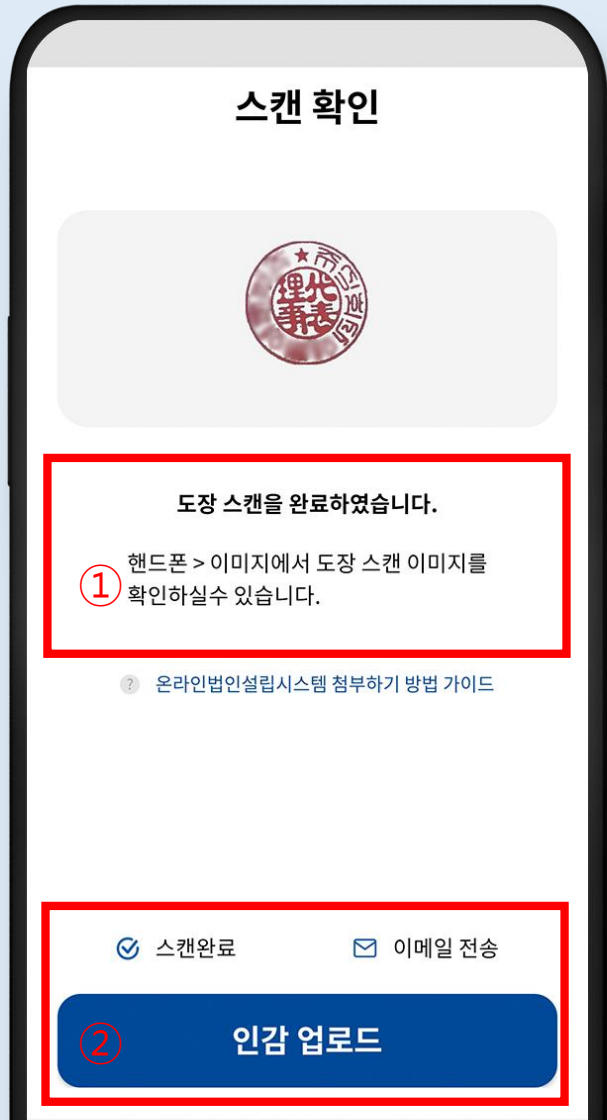 스캔 확인
代表
理事
도장 스캔을 완료하였습니다.
핸드폰 > 이미지에서 도장 스캔 이미지를
① 확인하실수 있습니다.
? 온라인법인설립시스템 첨부하기 방법 가이드
스캔완료 이메일 전송
② 인감 업로드